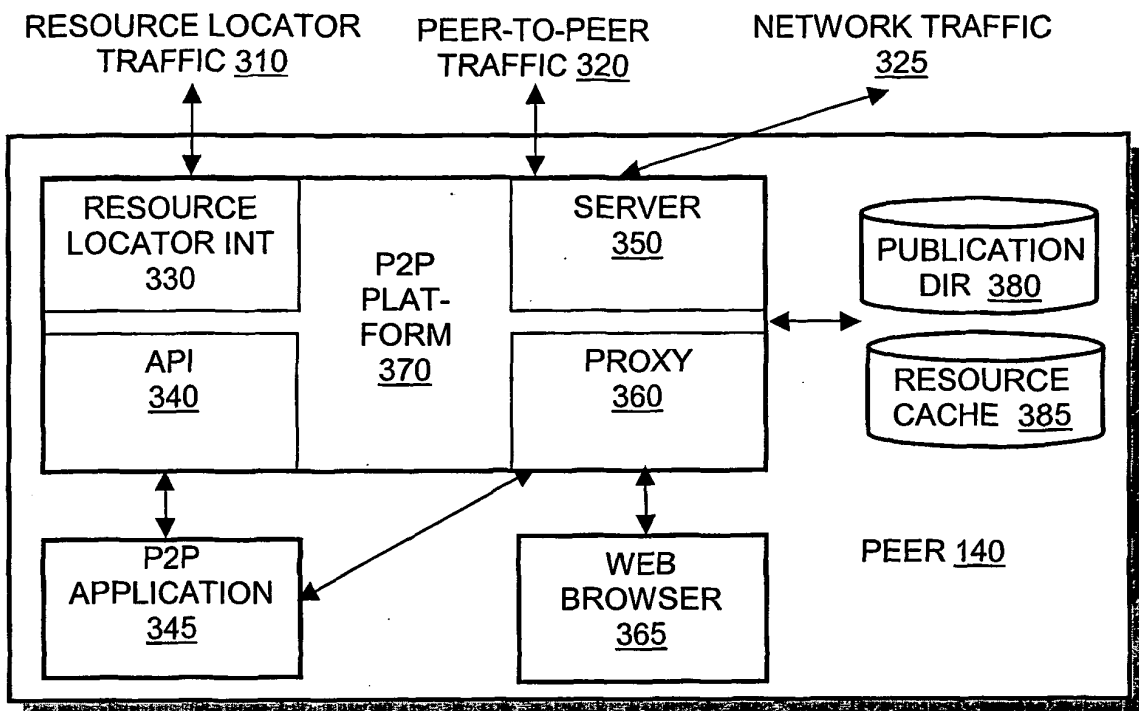 RESOURCE LOCATOR
TRAFFIC 310
PEER-TO-PEER
TRAFFIC 320
NETWORK TRAFFIC
325
RESOURCE
LOCATOR INT
330
P2P
PLAT-
FORM
370
SERVER
350
PUBLICATION
DIR 380
API
340
PROXY
360
RESOURCE
CACHE 385
P2P
APPLICATION
345
WEB
BROWSER
365
PEER 140